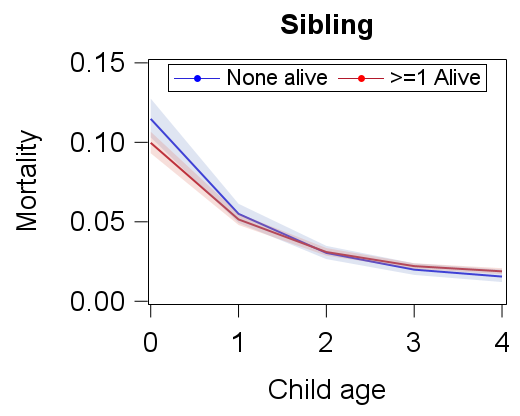 Sibling
None alive >=1 Alive
Mortality
0.15
0.10
0.05
0.00
0 1 2 3 4
Child age